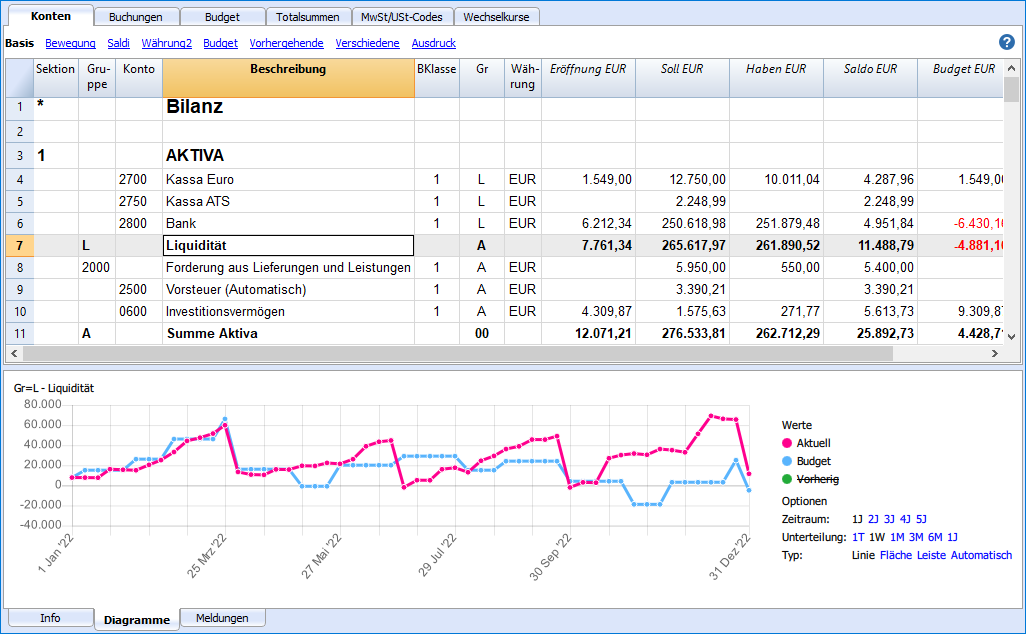 Konten Buchungen Budget Totalsummen MwSt/USt-Codes Wechselkurse
Basis Bewegung Saldi Währung2 Budget Vorhergehende Verschiedene Ausdruck ?
Sektion Gru- Konto Beschreibung BKlasse Gr Wäh- Eröffnung EUR Soll EUR Haben EUR Saldo EUR Budget EUR
ppe rung
1 * Bilanz
2
3 1 AKTIVA
4 2700 Kassa Euro 1 L EUR 1.549,00 12.750,00 10.011,04 4.287,96 1.549,00
5 2750 Kassa ATS 1 L EUR 2.248,99 2.248,99
6 2800 Bank 1 L EUR 6.212,34 250.618,98 251.879,48 4.951,84 -6.430,10
7 L Liquidität A 7.761,34 265.617,97 261.890,52 11.488,79 -4.881,10
8 2000 Forderung aus Lieferungen und Leistungen 1 A EUR 5.950,00 550,00 5.400,00
9 2500 Vorsteuer (Automatisch) 1 A EUR 3.390,21 3.390,21
10 0600 Investitionsvermögen 1 A EUR 4.309,87 1.575,63 271,77 5.613,73 9.309,87
11 A Summe Aktiva 00 12.071,21 276.533,81 262.712,29 25.892,73 4.428,7
Gr=L - Liquidität
80.000
60.000
40.000
20.000
0
-20.000
-40.000
1 Jan '22 25 Mrz '22 27 Mai '22 29 Jul '22 30 Sep '22 31 Dez '22
Werte
Aktuell
Budget
Vorherig
Optionen
Zeitraum: 1J 2J 3J 4J 5J
Unterteilung: 1T 1W 1M 3M 6M 1J
Typ: Linie Fläche Leiste Automatisch
Info Diagramme Meldungen